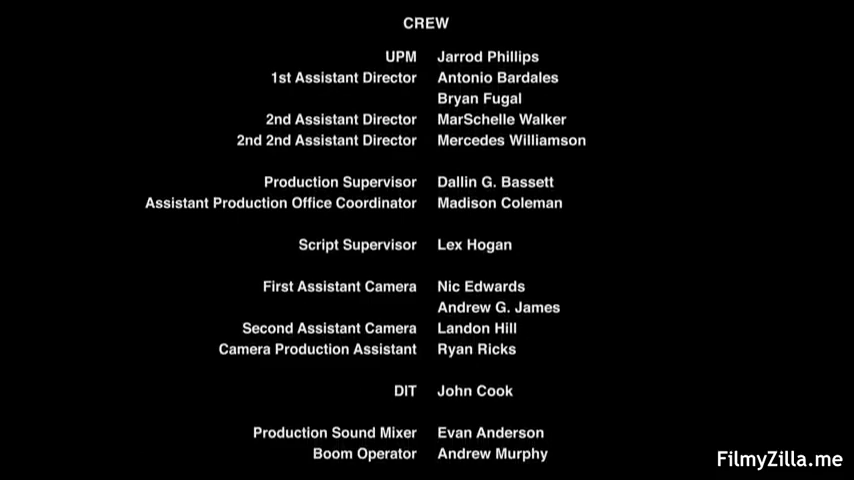 CREW
UPM Jarrod Phillips
1st Assistant Director Antonio Bardales
Bryan Fugal
2nd Assistant Director MarSchelle Walker
2nd 2nd Assistant Director Mercedes Williamson
Production Supervisor Dallin G. Bassett
Assistant Production Office Coordinator Madison Coleman
Script Supervisor Lex Hogan
First Assistant Camera Nic Edwards
Andrew G. James
Second Assistant Camera Landon Hill
Camera Production Assistant Ryan Ricks
DIT John Cook
Production Sound Mixer Evan Anderson
Boom Operator Andrew Murphy
FilmyZilla.me